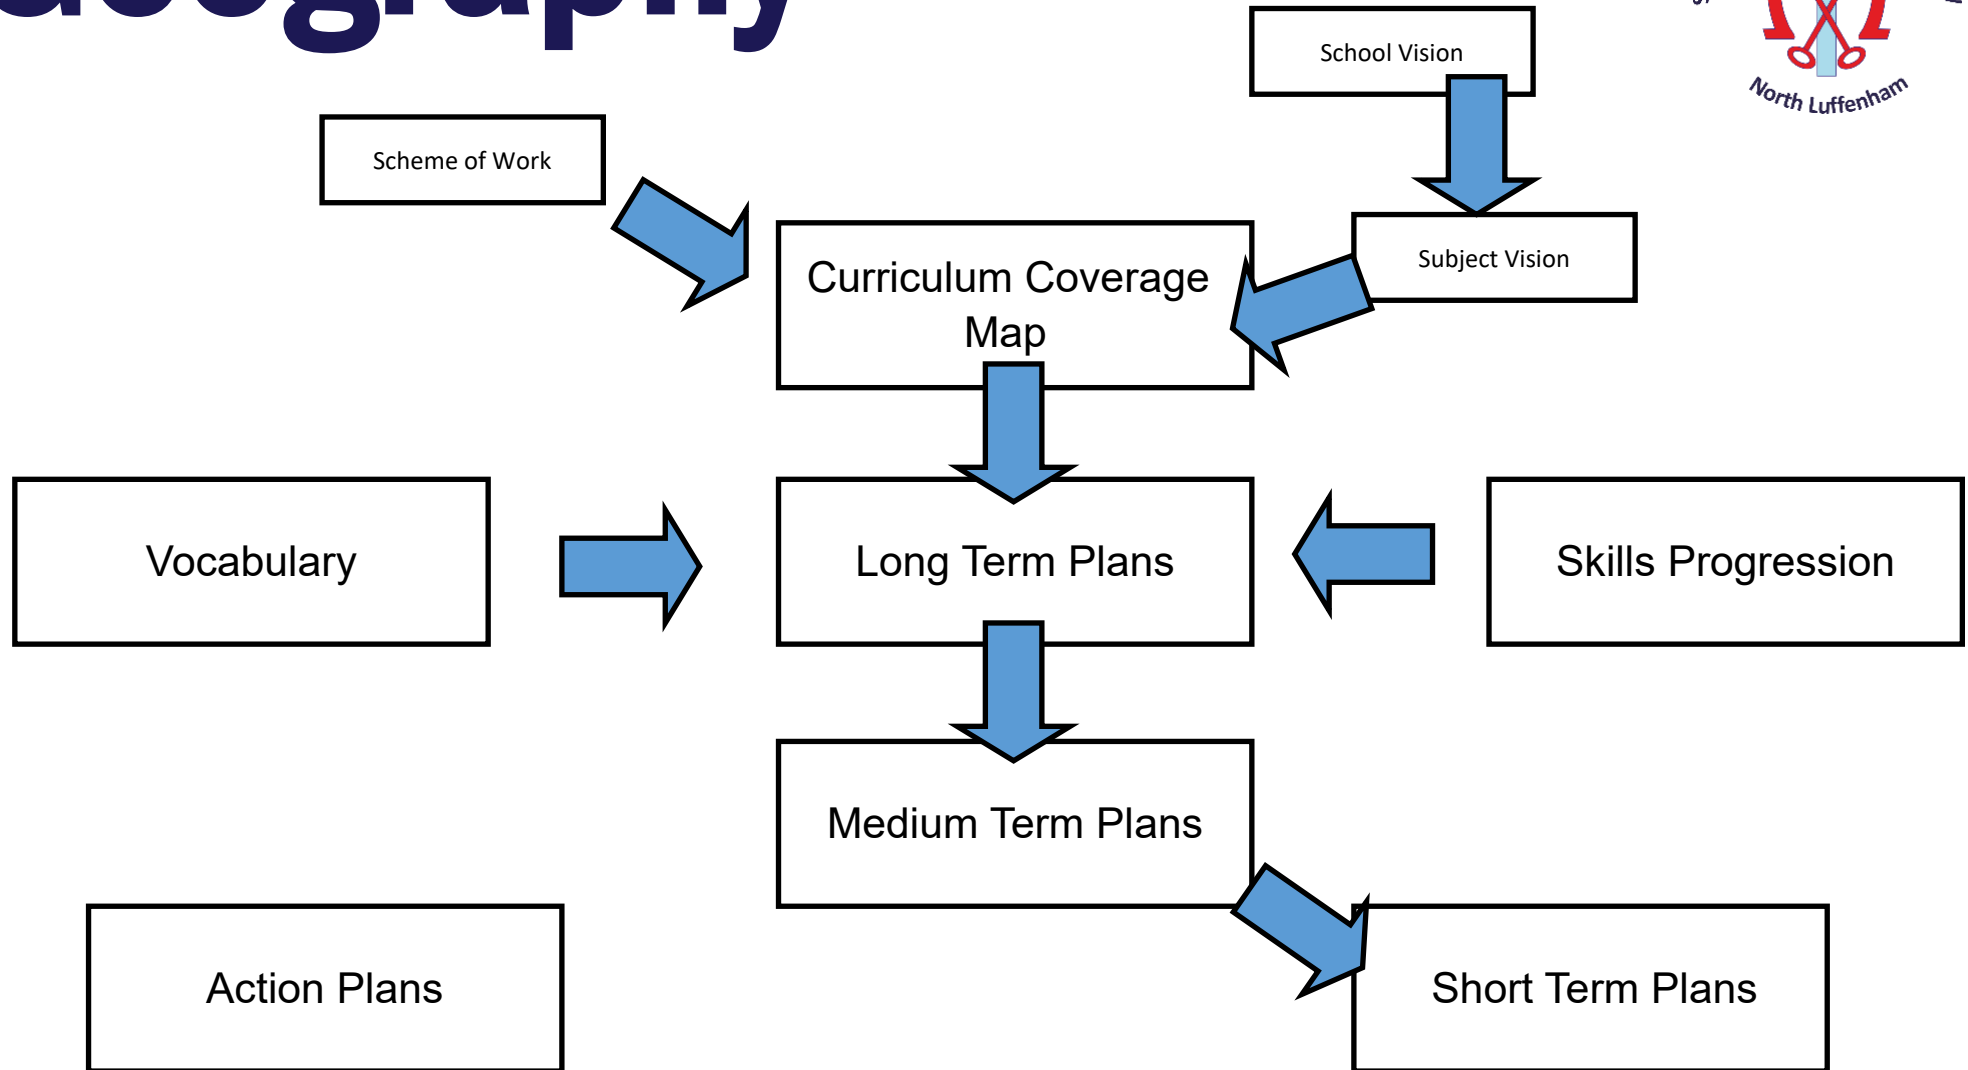 Geography
School Vision
North Luffenham
Scheme of Work
Subject Vision
Curriculum Coverage
Map
Vocabulary
Long Term Plans
Skills Progression
Medium Term Plans
Action Plans
Short Term Plans